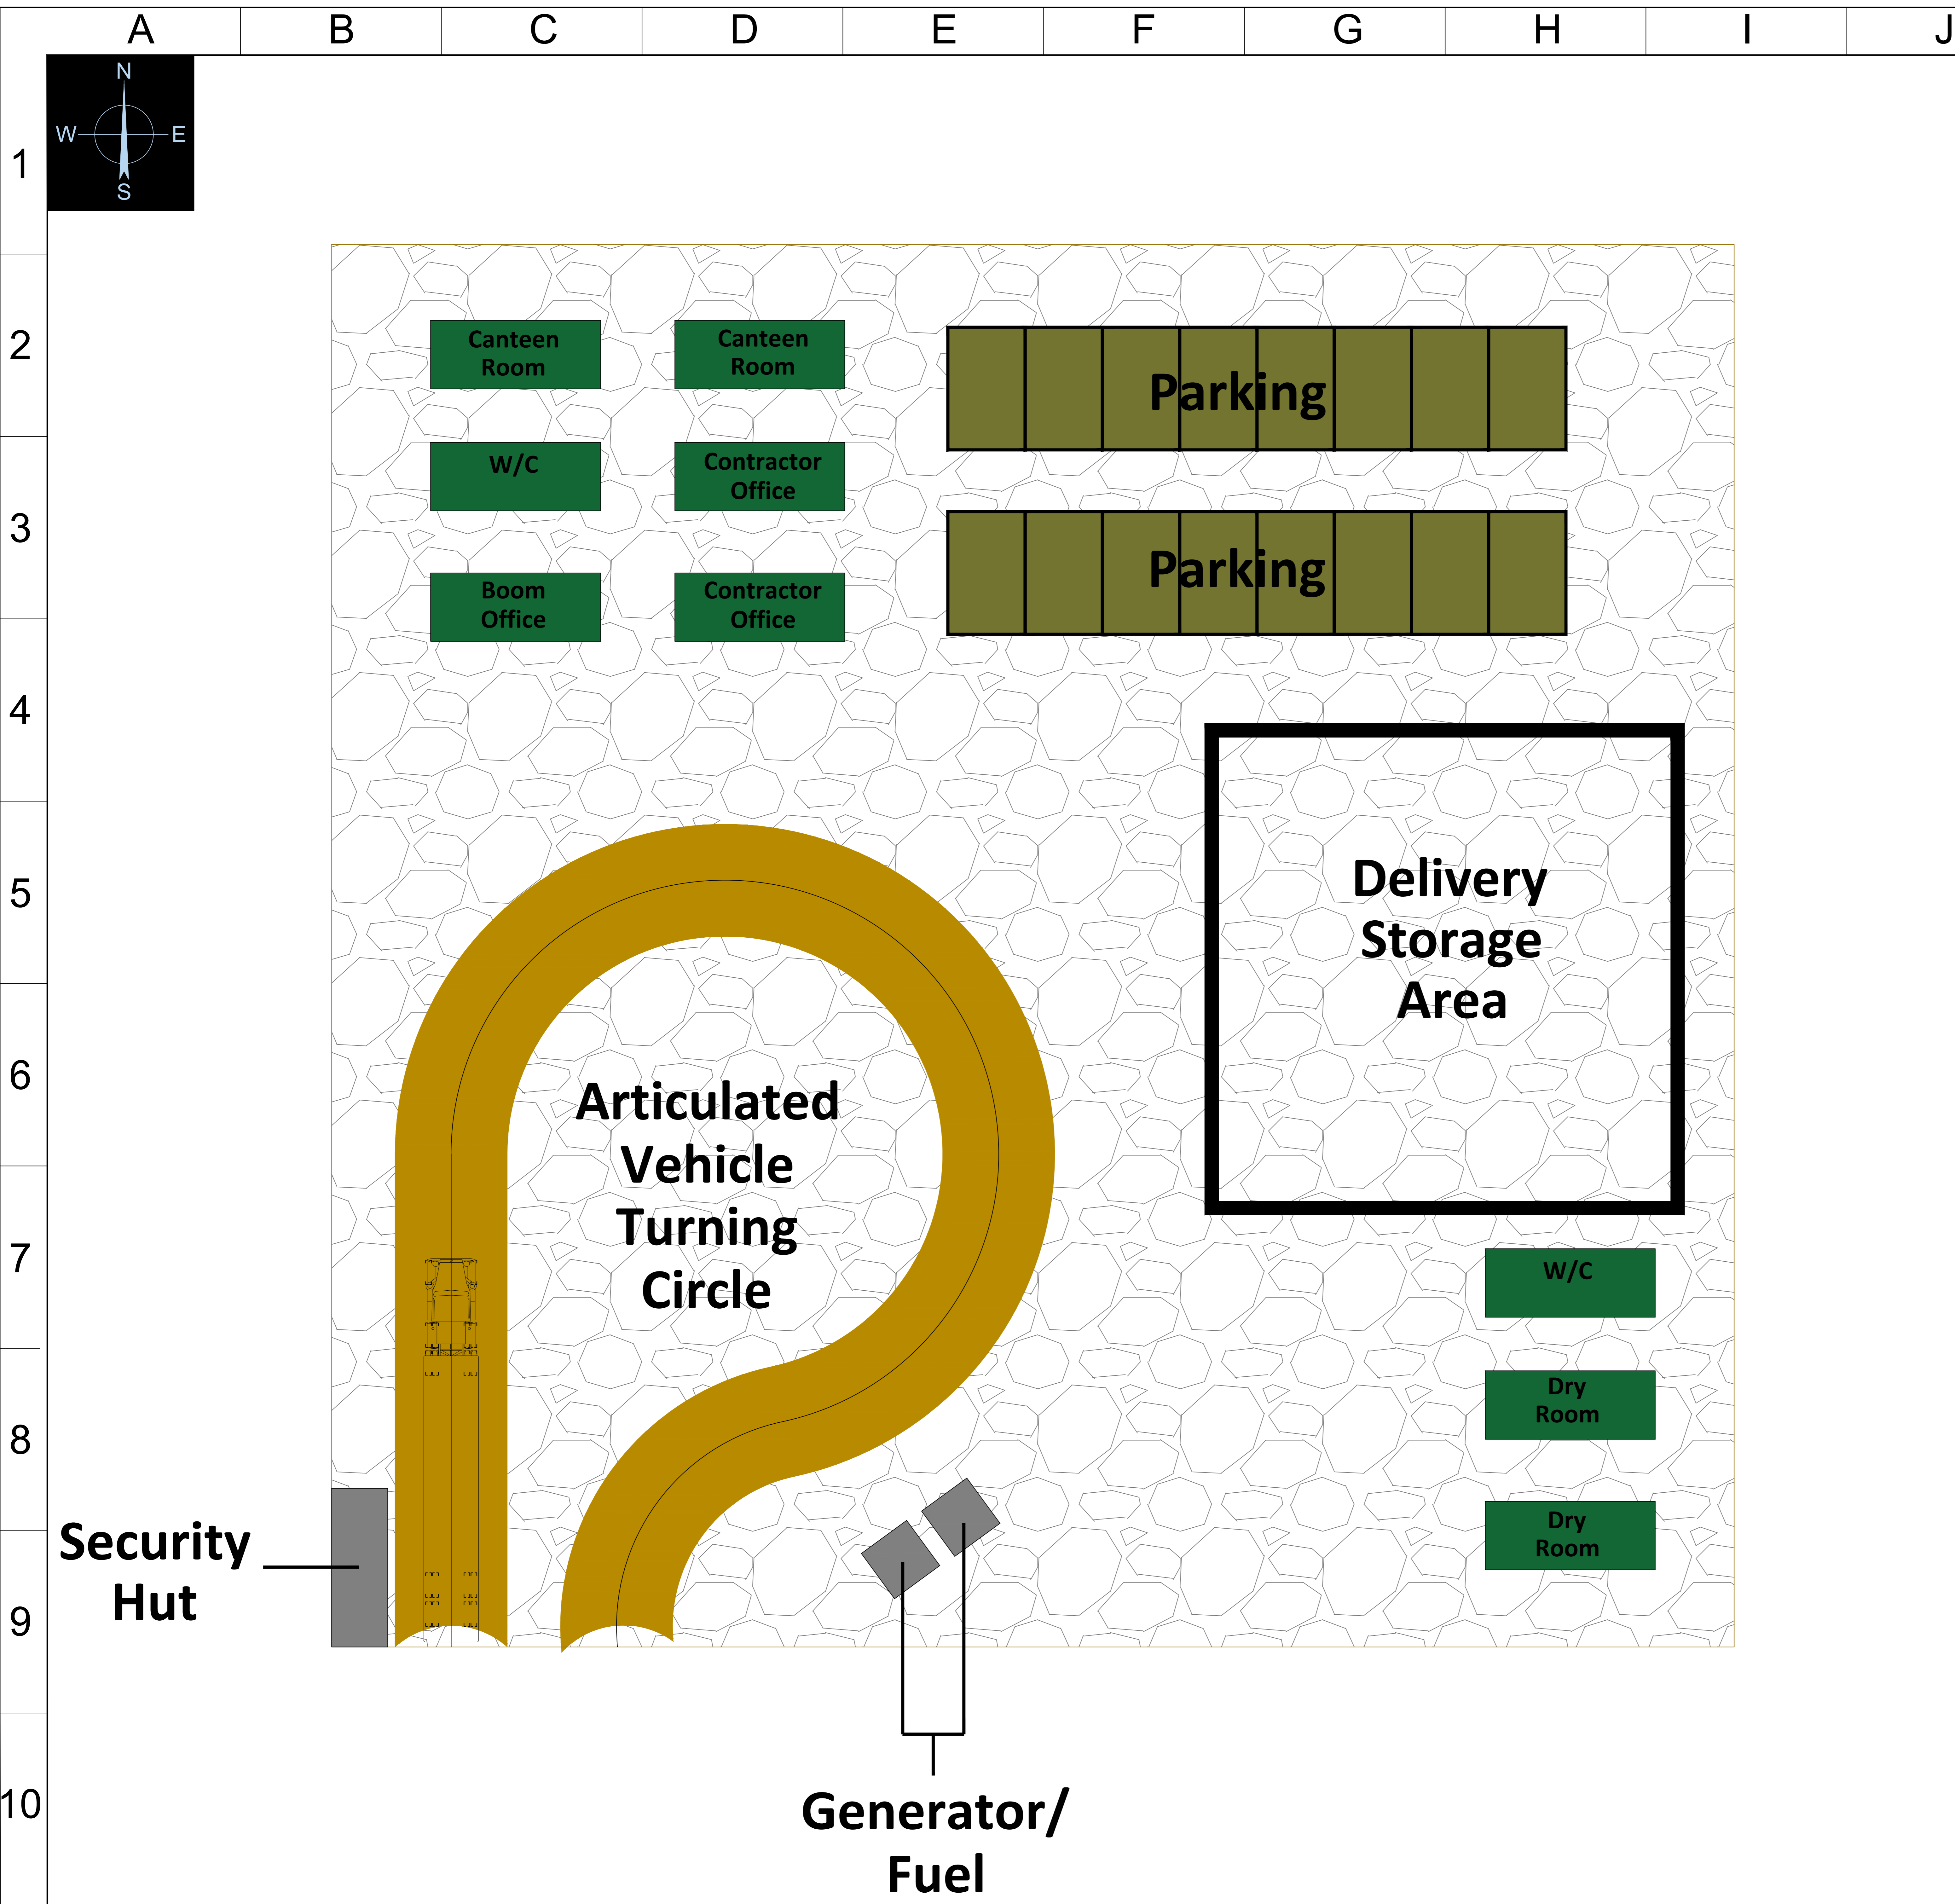 A B C D E F G H I J
N
W E
S
1
2
3
4
5
6
7
8
9
10
Canteen
Room
Canteen
Room
Parking
W/C
Contractor
Office
Parking
Boom
Office
Contractor
Office
Delivery
Storage
Area
Articulated
Vehicle
Turning
Circle
W/C
Dry
Room
Dry
Room
Security
Hut
Generator/
Fuel